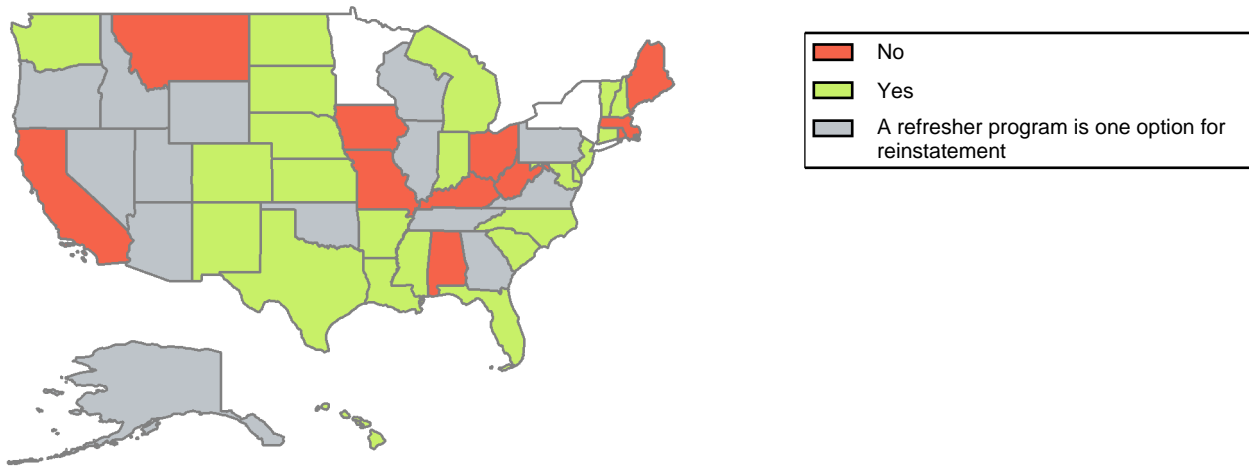 No
Yes
A refresher program is one option for
reinstatement